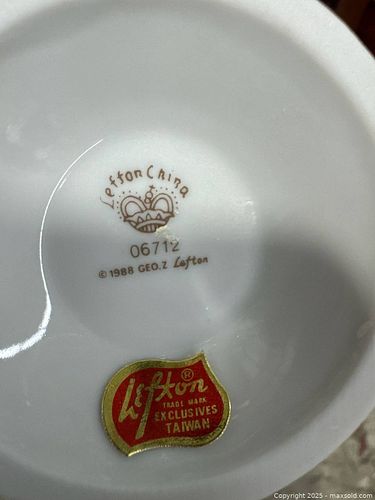 Lefton China
06712
© 1988 GEO.Z Lefton
Lefton®
TRADE MARK
EXCLUSIVES
TAIWAN
Copyright 2025 - maxsold.com